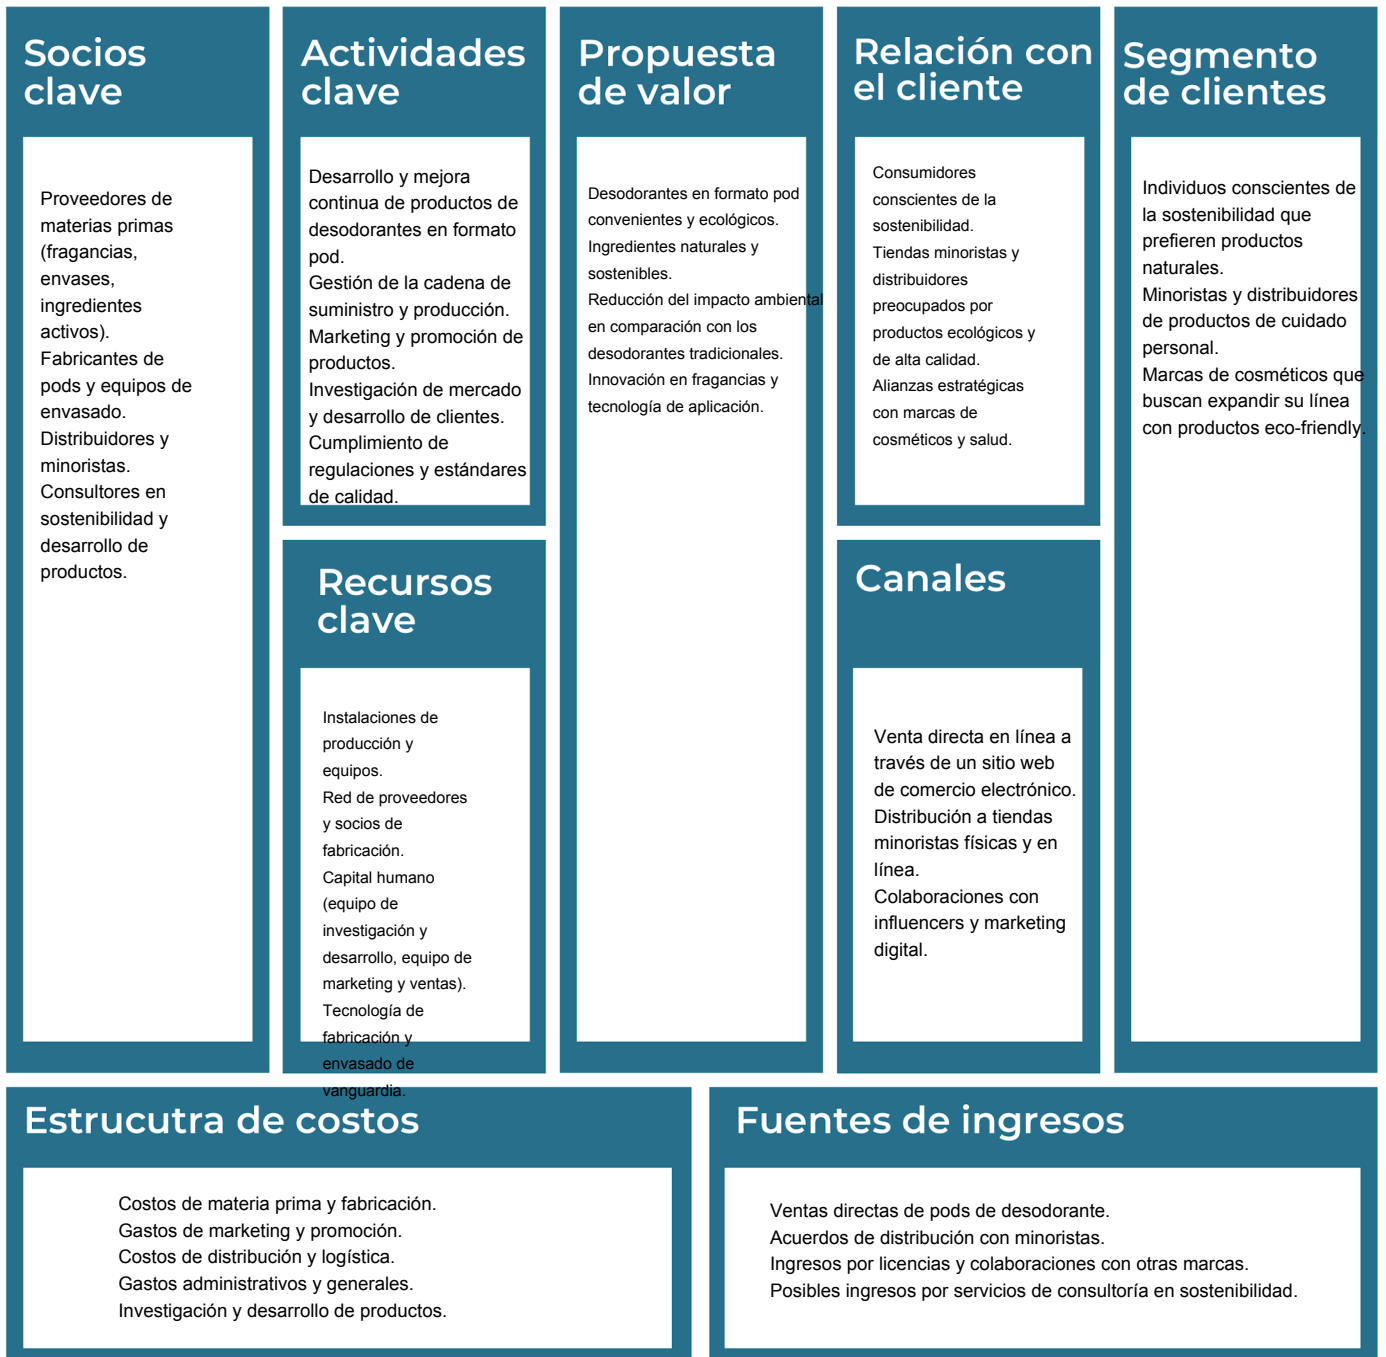 Socios
clave
Proveedores de
materias primas
(fragancias,
envases,
ingredientes
activos).
Fabricantes de
pods y equipos de
envasado.
Distribuidores y
minoristas.
Consultores en
sostenibilidad y
desarrollo de
productos.
Actividades
clave
Desarrollo y mejora
continua de productos de
desodorantes en formato
pod.
Gestión de la cadena de
suministro y producción.
Marketing y promoción de
productos.
Investigación de mercado
y desarrollo de clientes.
Cumplimiento de
regulaciones y estándares
de calidad.
Recursos
clave
Instalaciones de
producción y
equipos.
Red de proveedores
y socios de
fabricación.
Capital humano
(equipo de
investigación y
desarrollo, equipo de
marketing y ventas).
Tecnología de
fabricación y
envasado de
vanguardia.
Propuesta
de valor
Desodorantes en formato pod
convenientes y ecológicos.
Ingredientes naturales y
sostenibles.
Reducción del impacto ambiental
en comparación con los
desodorantes tradicionales.
Innovación en fragancias y
tecnología de aplicación.
Relación con
el cliente
Consumidores
conscientes de la
sostenibilidad.
Tiendas minoristas y
distribuidores
preocupados por
productos ecológicos y
de alta calidad.
Alianzas estratégicas
con marcas de
cosméticos y salud.
Canales
Venta directa en línea a
través de un sitio web
de comercio electrónico.
Distribución a tiendas
minoristas físicas y en
línea.
Colaboraciones con
influencers y marketing
digital.
Segmento
de clientes
Individuos conscientes de
la sostenibilidad que
prefieren productos
naturales.
Minoristas y distribuidores
de productos de cuidado
personal.
Marcas de cosméticos que
buscan expandir su línea
con productos eco-friendly.
Estrucutra de costos
Costos de materia prima y fabricación.
Gastos de marketing y promoción.
Costos de distribución y logística.
Gastos administrativos y generales.
Investigación y desarrollo de productos.
Fuentes de ingresos
Ventas directas de pods de desodorante.
Acuerdos de distribución con minoristas.
Ingresos por licencias y colaboraciones con otras marcas.
Posibles ingresos por servicios de consultoría en sostenibilidad.